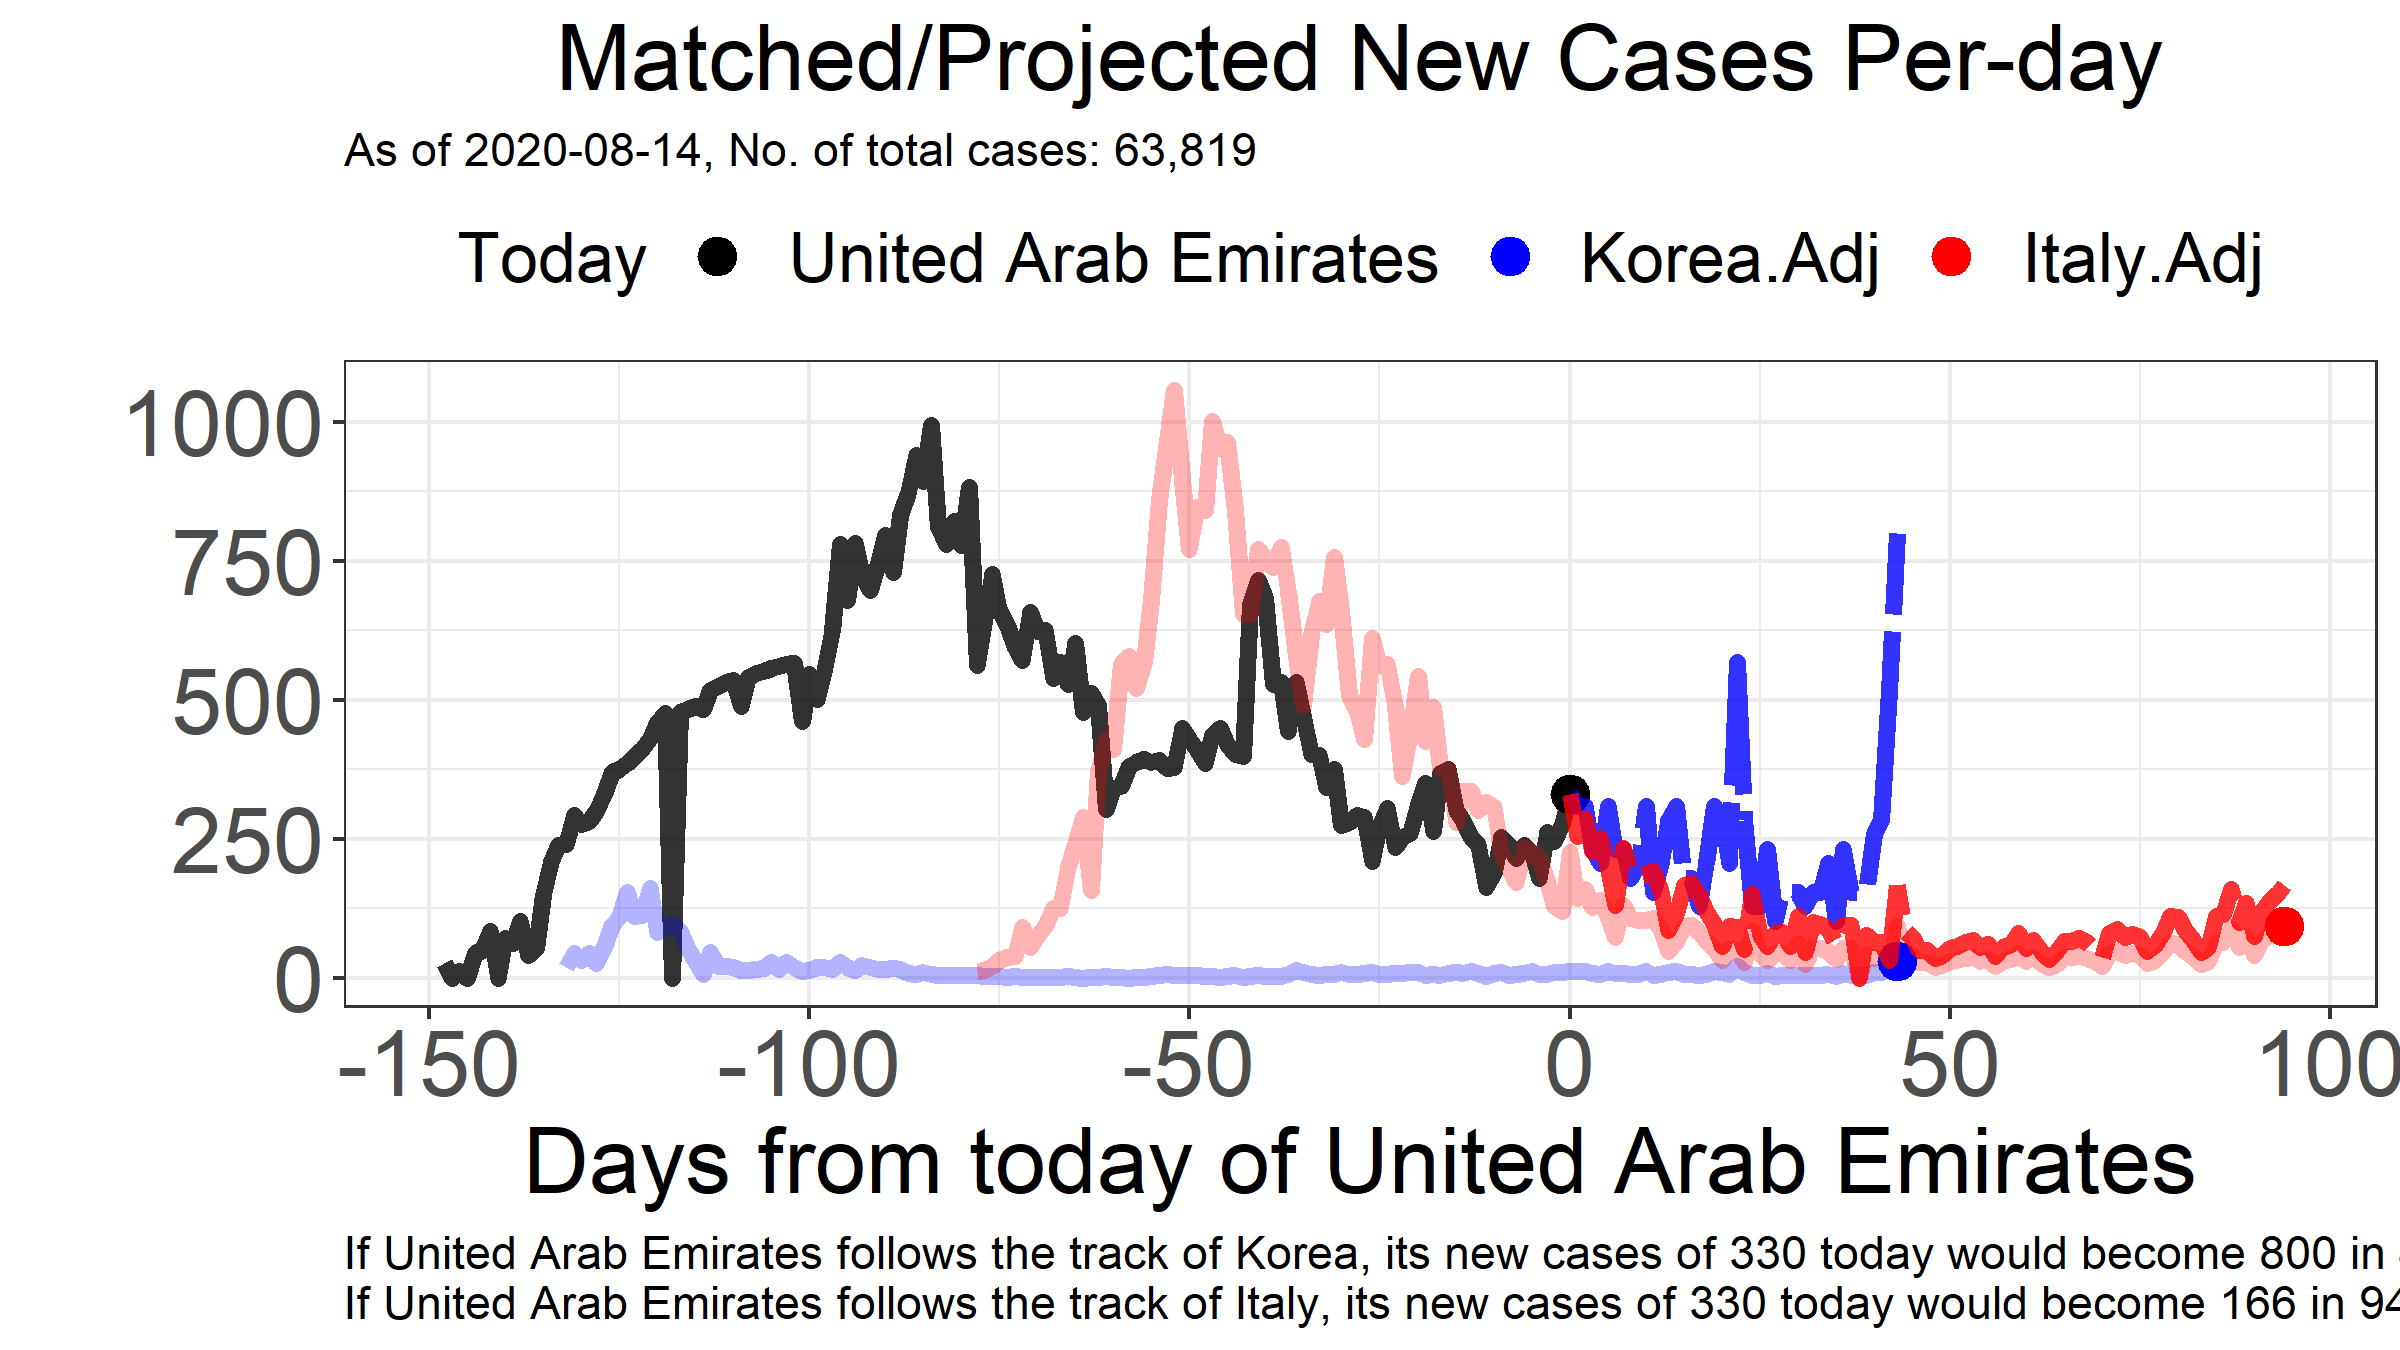 Matched/Projected New Cases Per-day
As of 2020-08-14, No. of total cases: 63,819
Today United Arab Emirates Korea.Adj Italy.Adj
1000
750
500
250
0
-150 -100 -50 0 50 100
Days from today of United Arab Emirates
If United Arab Emirates follows the track of Korea, its new cases of 330 today would become 800 in
If United Arab Emirates follows the track of Italy, its new cases of 330 today would become 166 in 94